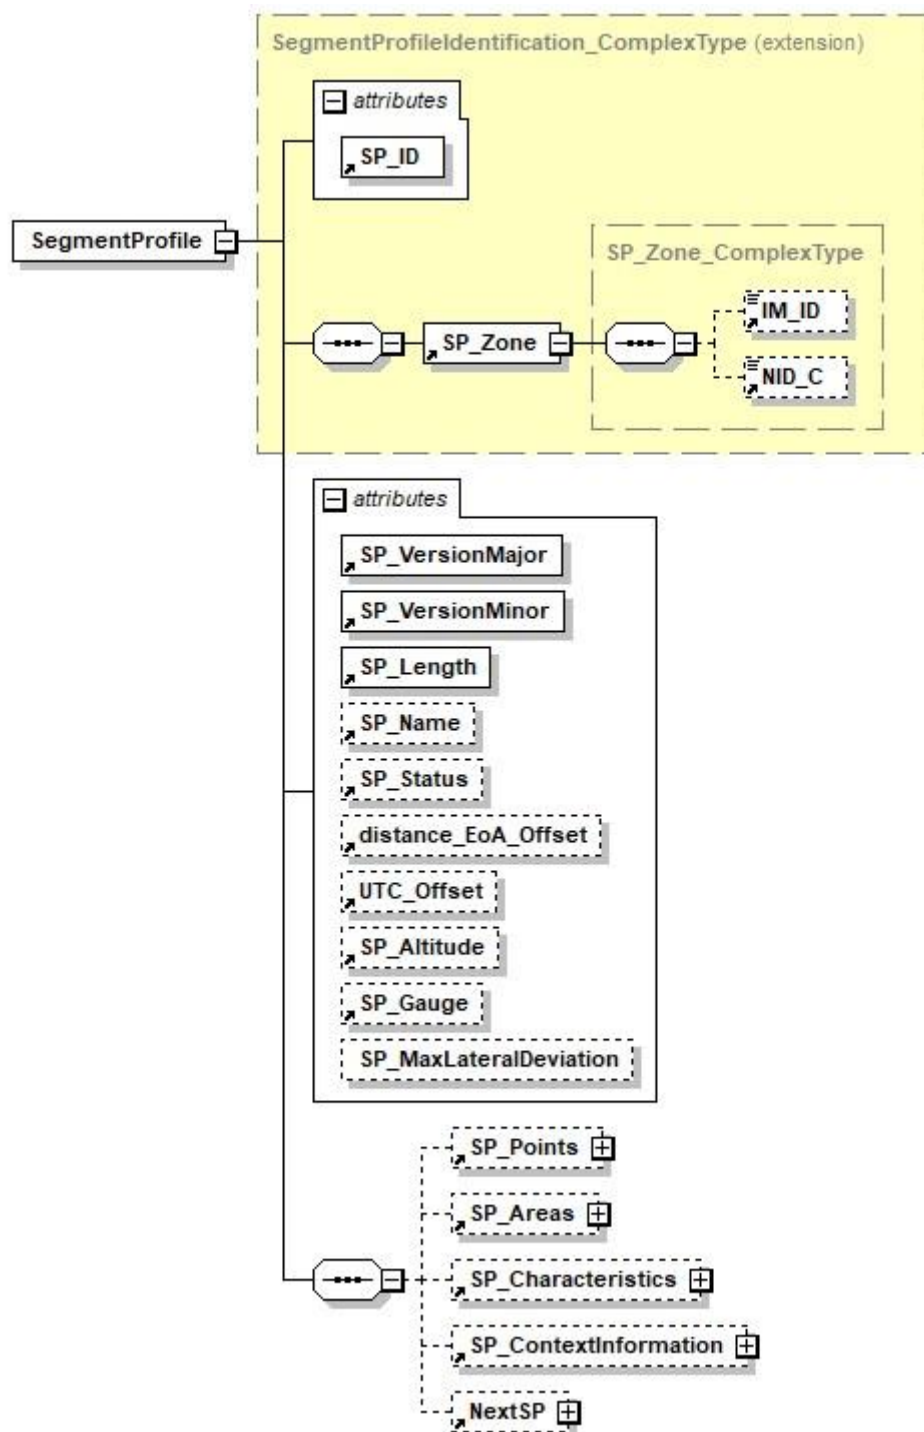 SegmentProfileIdentification_ComplexType (extension)
attributes
SP_ID
SegmentProfile
SP_Zone_ComplexType
IM_ID
SP_Zone
NID_C
attributes
SP_VersionMajor
SP_VersionMinor
SP_Length
SP_Name
SP_Status
distance_EoA_Offset
UTC_Offset
SP_Altitude
SP_Gauge
SP_MaxLateralDeviation
SP_Points
SP_Areas
SP_Characteristics
SP_ContextInformation
NextSP